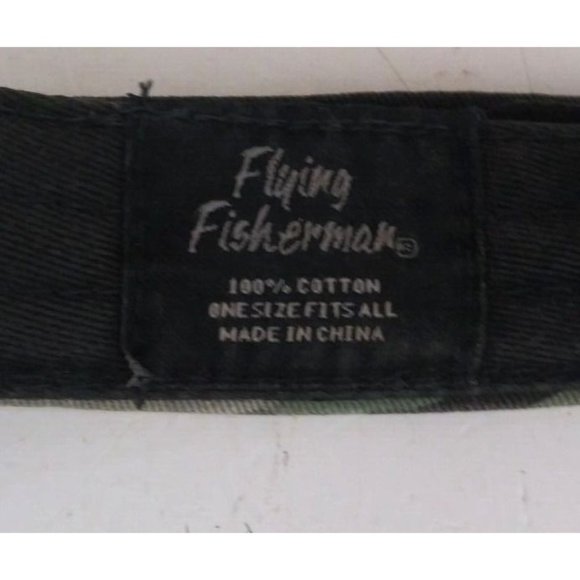 Flying
Fisherman®
100% COTTON
ONE SIZE FITS ALL
MADE IN CHINA